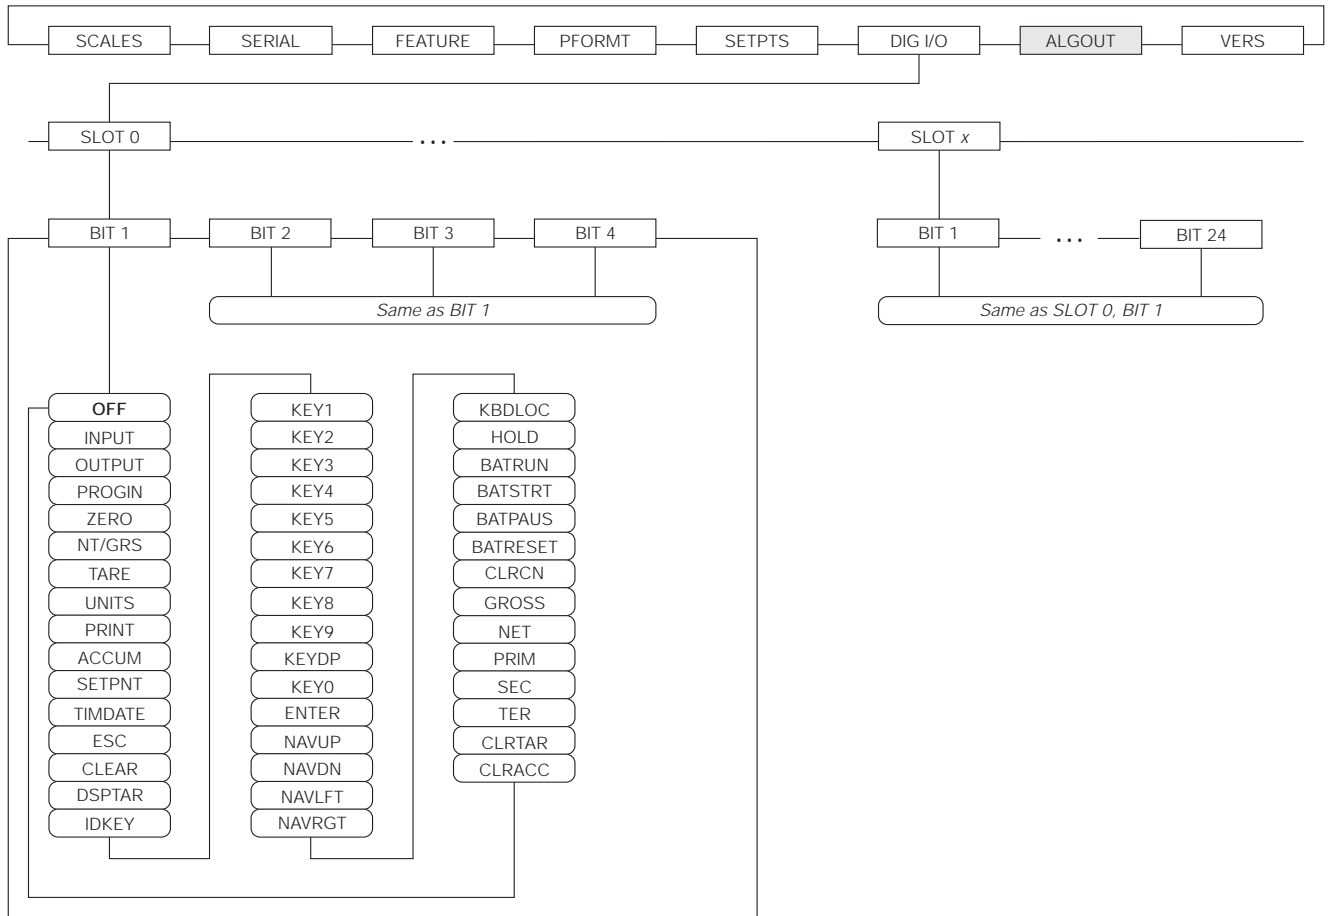 SCALES SERIAL FEATURE PFORMT SETPTS DIG I/O ALGOUT VERS
SLOT 0 ... SLOT x
BIT 1 BIT 2 BIT 3 BIT 4 BIT 1 ... BIT 24
Same as BIT 1 Same as SLOT 0, BIT 1
OFF
INPUT
OUTPUT
PROGIN
ZERO
NT/GRS
TARE
UNITS
PRINT
ACCUM
SETPNT
TIMDATE
ESC
CLEAR
DSPTAR
IDKEY
KEY1
KEY2
KEY3
KEY4
KEY5
KEY6
KEY7
KEY8
KEY9
KEYDP
KEY0
ENTER
NAVUP
NAVDN
NAVLFT
NAVRGT
KBDLOC
HOLD
BATRUN
BATSTRT
BATPAUS
BATRESET
CLRCN
GROSS
NET
PRIM
SEC
TER
CLRTAR
CLRACC